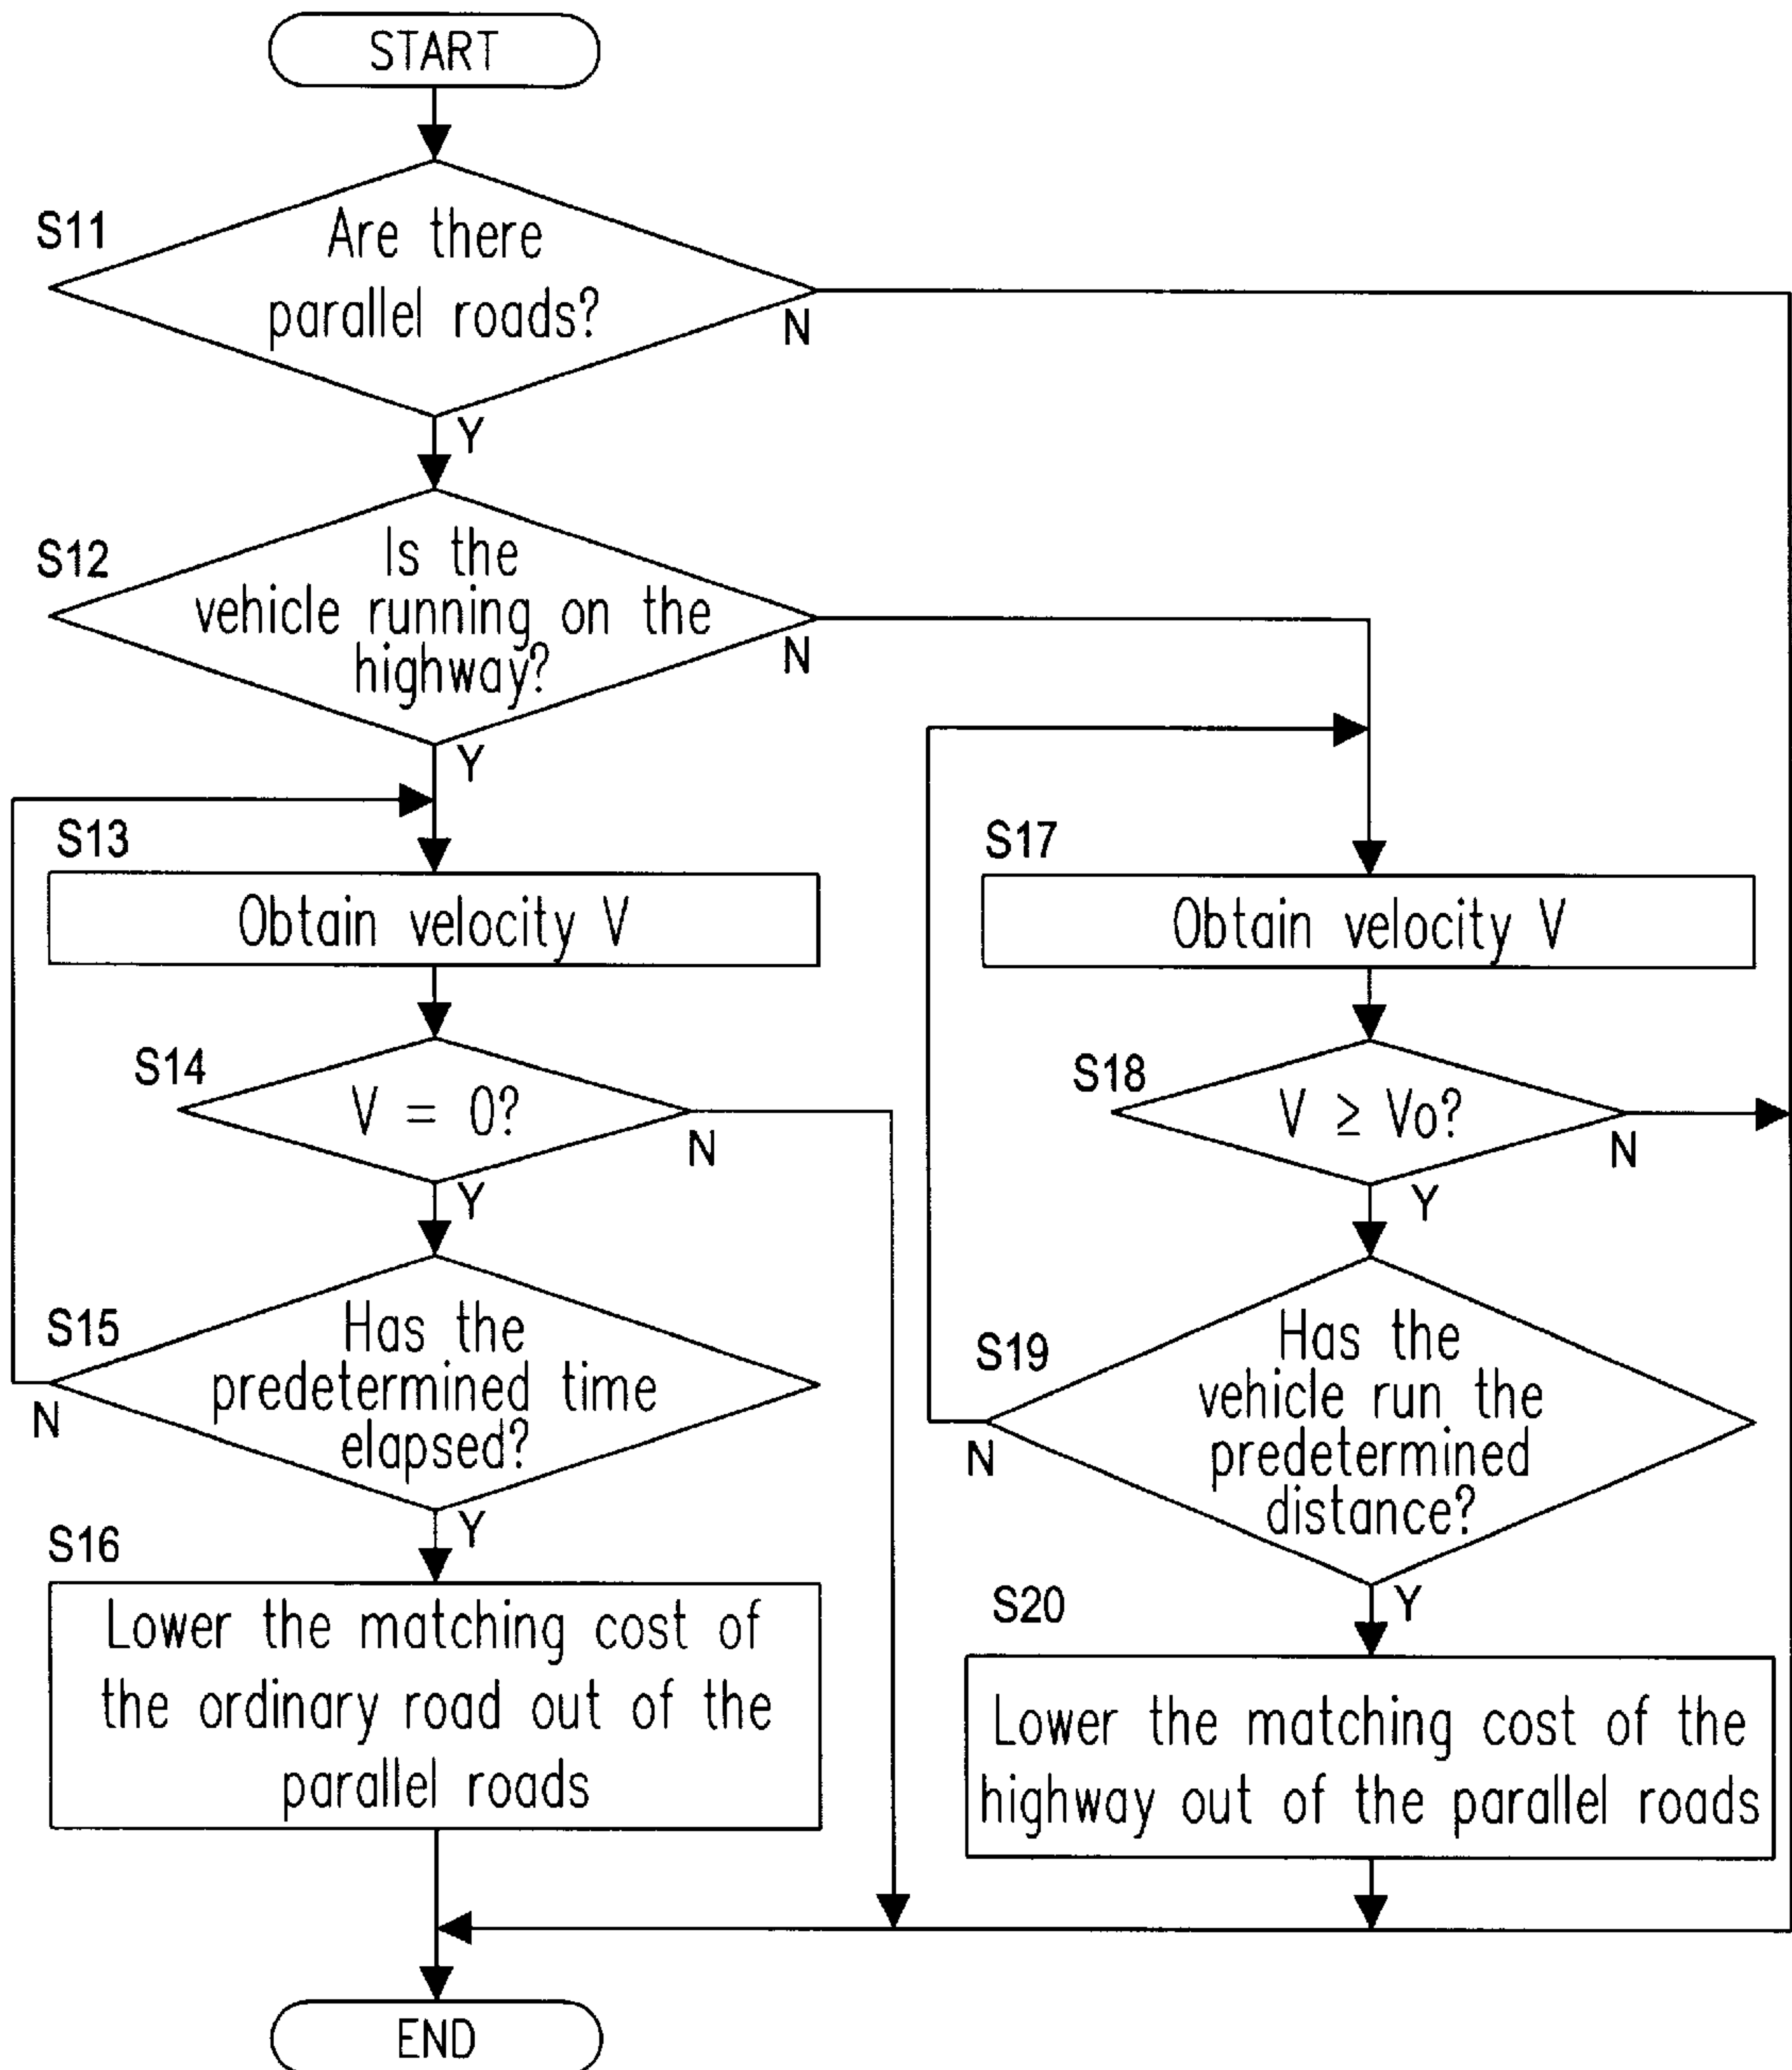 START
S11
Are there
parallel roads?
N
Y
S12
Is the
vehicle running on the
highway?
N
Y
S13
Obtain velocity V
S14
V = 0?
N
Y
S15
Has the
predetermined time
elapsed?
N
Y
S16
Lower the matching cost of
the ordinary road out of the
parallel roads
S17
Obtain velocity V
S18
V ≥ Vo?
N
Y
S19
Has the
vehicle run the
predetermined
distance?
N
Y
S20
Lower the matching cost of the
highway out of the parallel roads
END